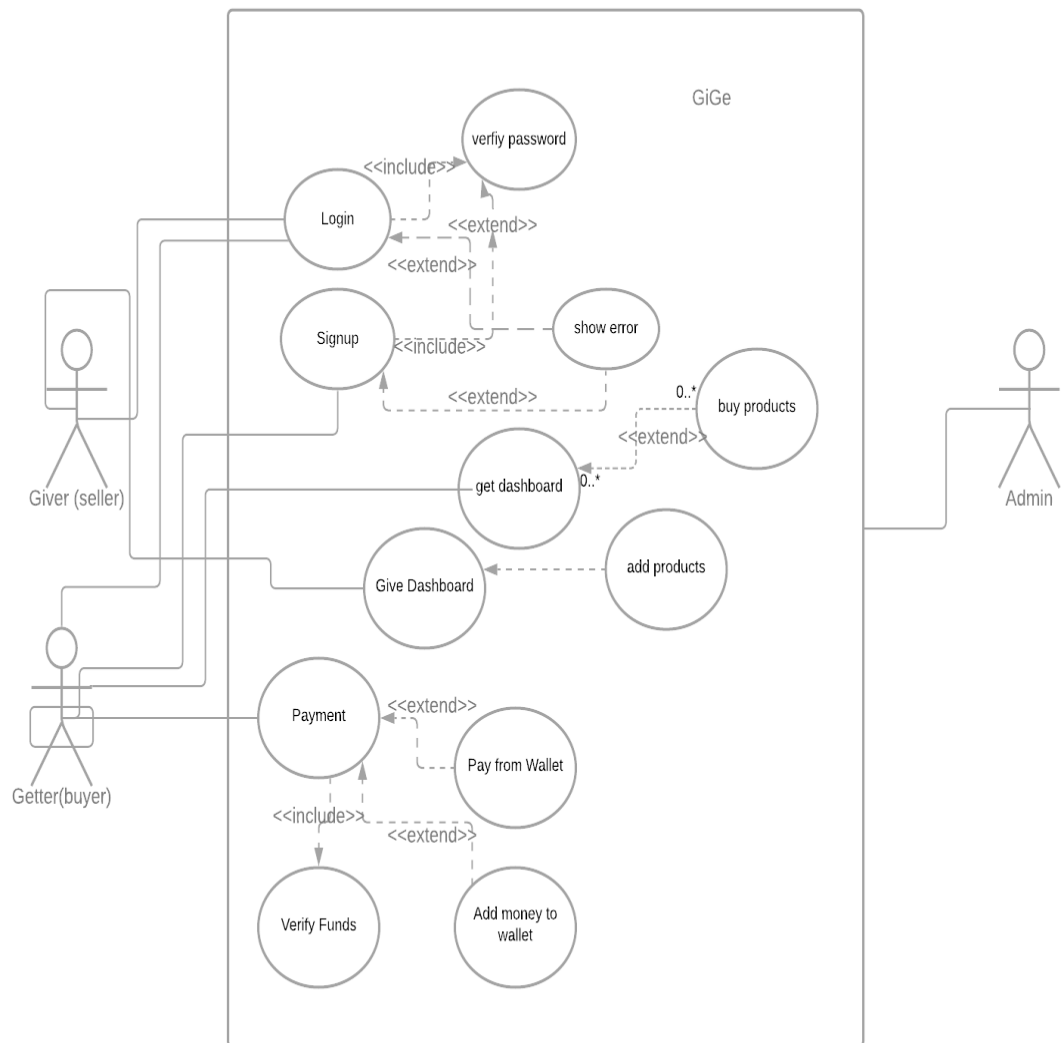 GiGe
verfiy password
<<include>>
Login
<<extend>>
<<extend>>
show error
Signup
<<include>>
<<extend>>
0..*
buy products
<<extend>>
get dashboard
0..*
Giver (seller)
Admin
add products
Give Dashboard
<<extend>>
Payment
Pay from Wallet
Getter(buyer)
<<include>>
<<extend>>
Add money to
wallet
Verify Funds